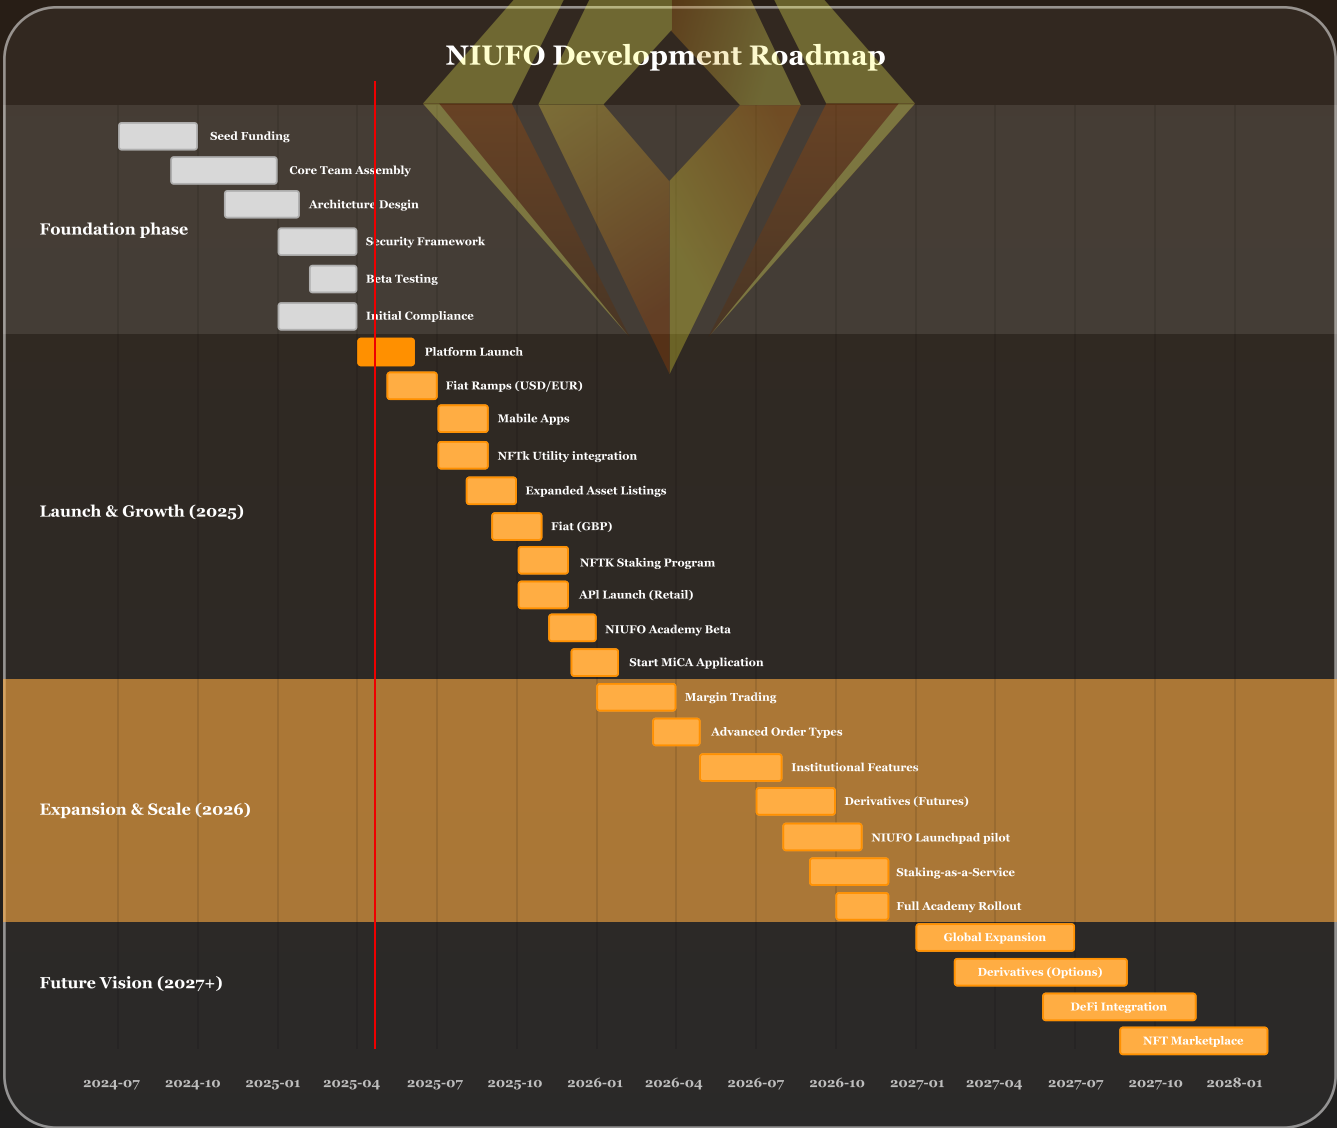 NIUFO Development Roadmap
Seed Funding
Core Team Assembly
Architcture Desgin
Foundation phase
Security Framework
Beta Testing
Initial Compliance
Platform Launch
Fiat Ramps (USD/EUR)
Mabile Apps
NFTk Utility integration
Expanded Asset Listings
Launch & Growth (2025)
Fiat (GBP)
NFTK Staking Program
APl Launch (Retail)
NIUFO Academy Beta
Start MiCA Application
Margin Trading
Advanced Order Types
Institutional Features
Derivatives (Futures)
Expansion & Scale (2026)
NIUFO Launchpad pilot
Staking-as-a-Service
Full Academy Rollout
Global Expansion
Derivatives (Options)
Future Vision (2027+)
DeFi Integration
NFT Marketplace
2024-07 2024-10 2025-01 2025-04 2025-07 2025-10 2026-01 2026-04 2026-07 2026-10 2027-01 2027-04 2027-07 2027-10 2028-01